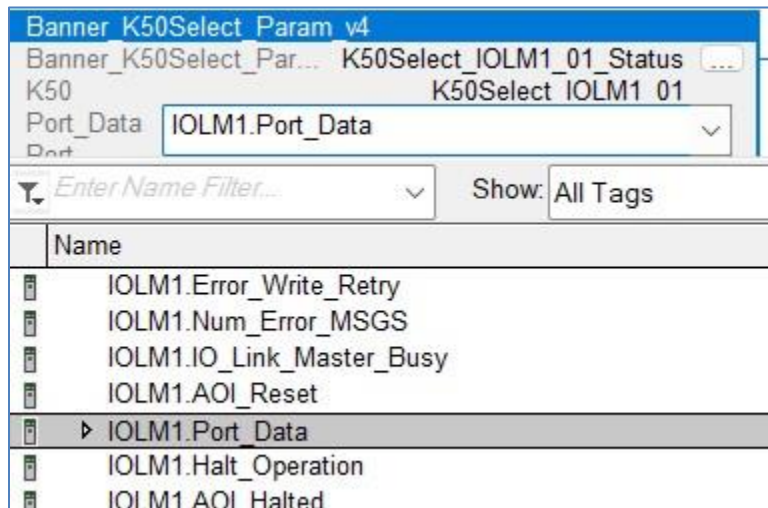 Banner_K50Select_Param_v4
Banner_K50Select_Par... K50Select_IOLM1_01_Status ...
K50 K50Select_IOLM1_01
Port_Data IOLM1.Port_Data
Port
Enter Name Filter... Show: All Tags
Name
IOLM1.Error_Write_Retry
IOLM1.Num_Error_MSGS
IOLM1.IO_Link_Master_Busy
IOLM1.AOI_Reset
IOLM1.Port_Data
IOLM1.Halt_Operation
IOLM1.AOI_Halted